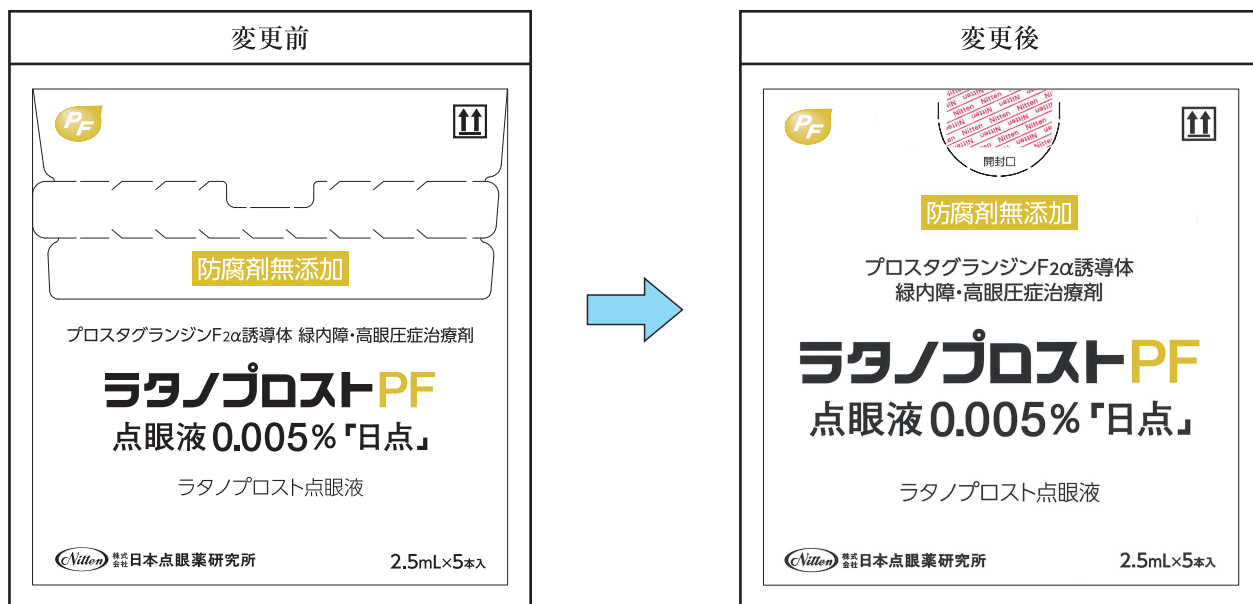 変更前
PF
防腐剤無添加
プロスタグランジンF2α誘導体 緑内障・高眼圧症治療剤
ラタノプロストPF
点眼液0.005%「日点」
ラタノプロスト点眼液
Nitten 株式会社日本点眼薬研究所
2.5mL×5本入
変更後
PF
Nitten Nitten Nitten
開封口
防腐剤無添加
プロスタグランジンF2α誘導体
緑内障・高眼圧症治療剤
ラタノプロストPF
点眼液0.005%「日点」
ラタノプロスト点眼液
Nitten 株式会社日本点眼薬研究所
2.5mL×5本入